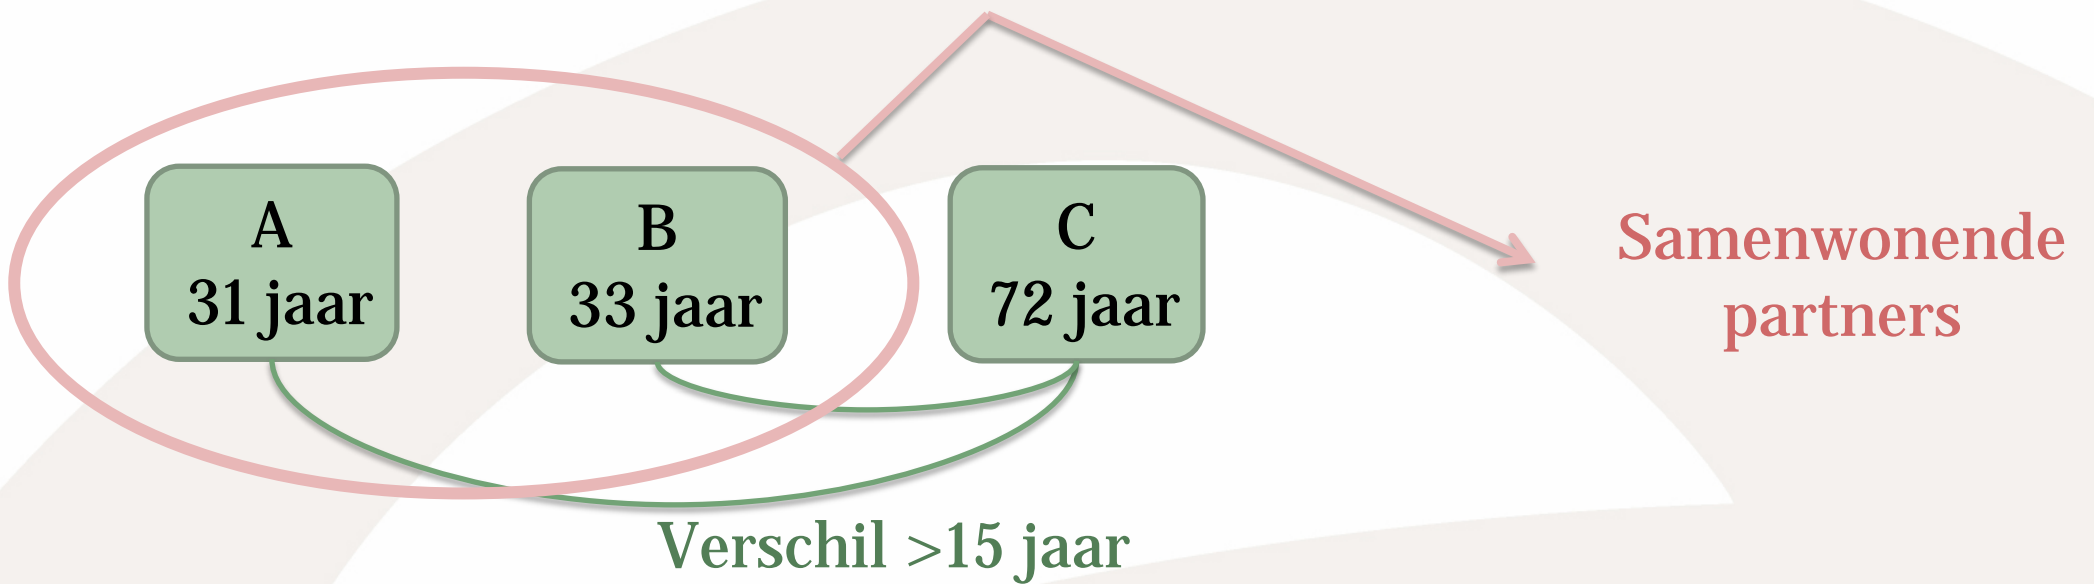 A
31 jaar
B
33 jaar
C
72 jaar
Samenwonende
partners
Verschil >15 jaar